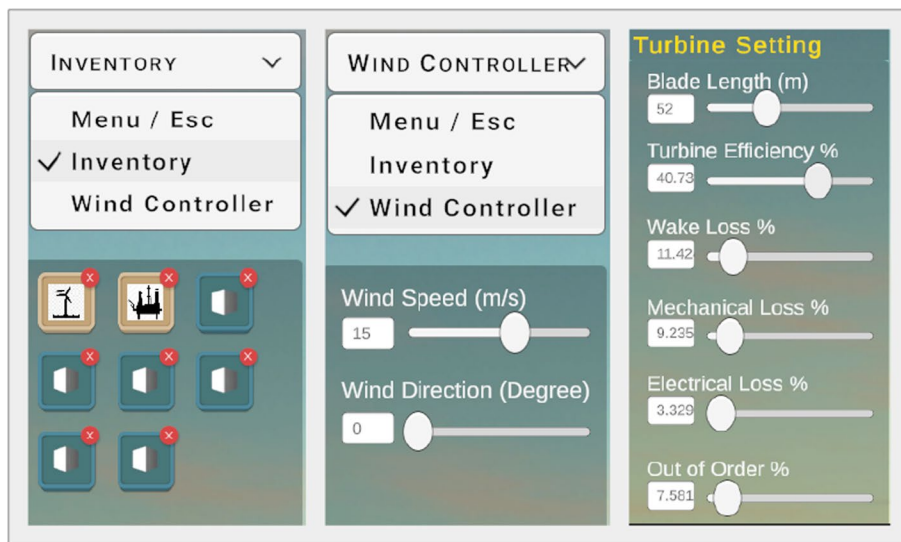 INVENTORY
Menu / Esc
Inventory
Wind Controller
X X X
X X X
X X
WIND CONTROLLER
Menu / Esc
Inventory
Wind Controller
Wind Speed (m/s)
15
Wind Direction (Degree)
0
Turbine Setting
Blade Length (m)
52
Turbine Efficiency %
40.73
Wake Loss %
11.42
Mechanical Loss %
9.235
Electrical Loss %
3.329
Out of Order %
7.581